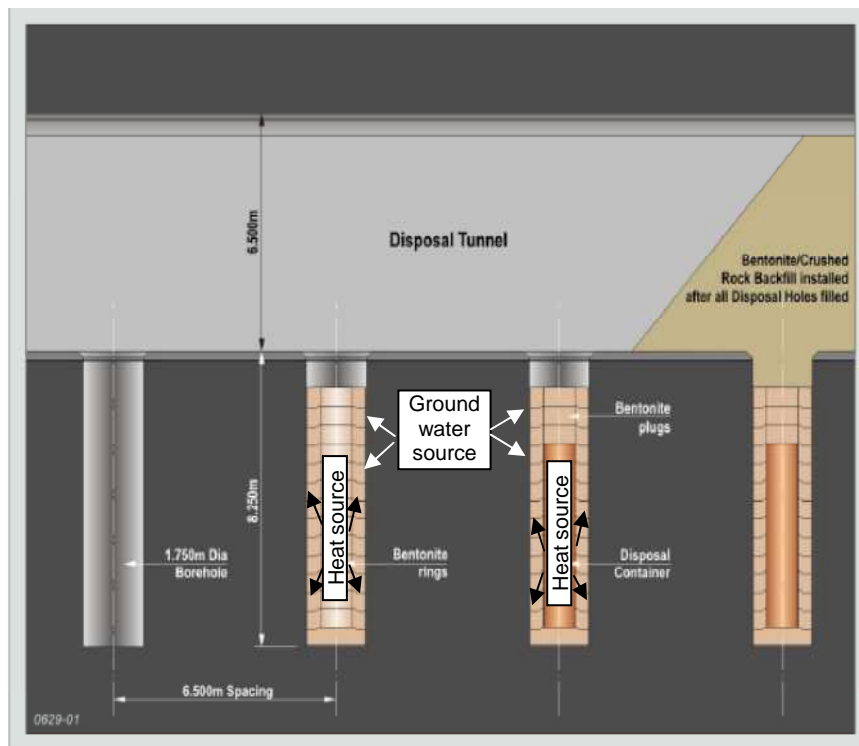 6.500m
Disposal Tunnel
Bentonite/Crushed
Rock Backfill installed
after all Disposal Holes filled
Ground
water
source
Bentonite
plugs
8.250m
Heat source
Heat source
1.750m Dia
Borehole
Bentonite
rings
Disposal
Container
6.500m Spacing
0629-01